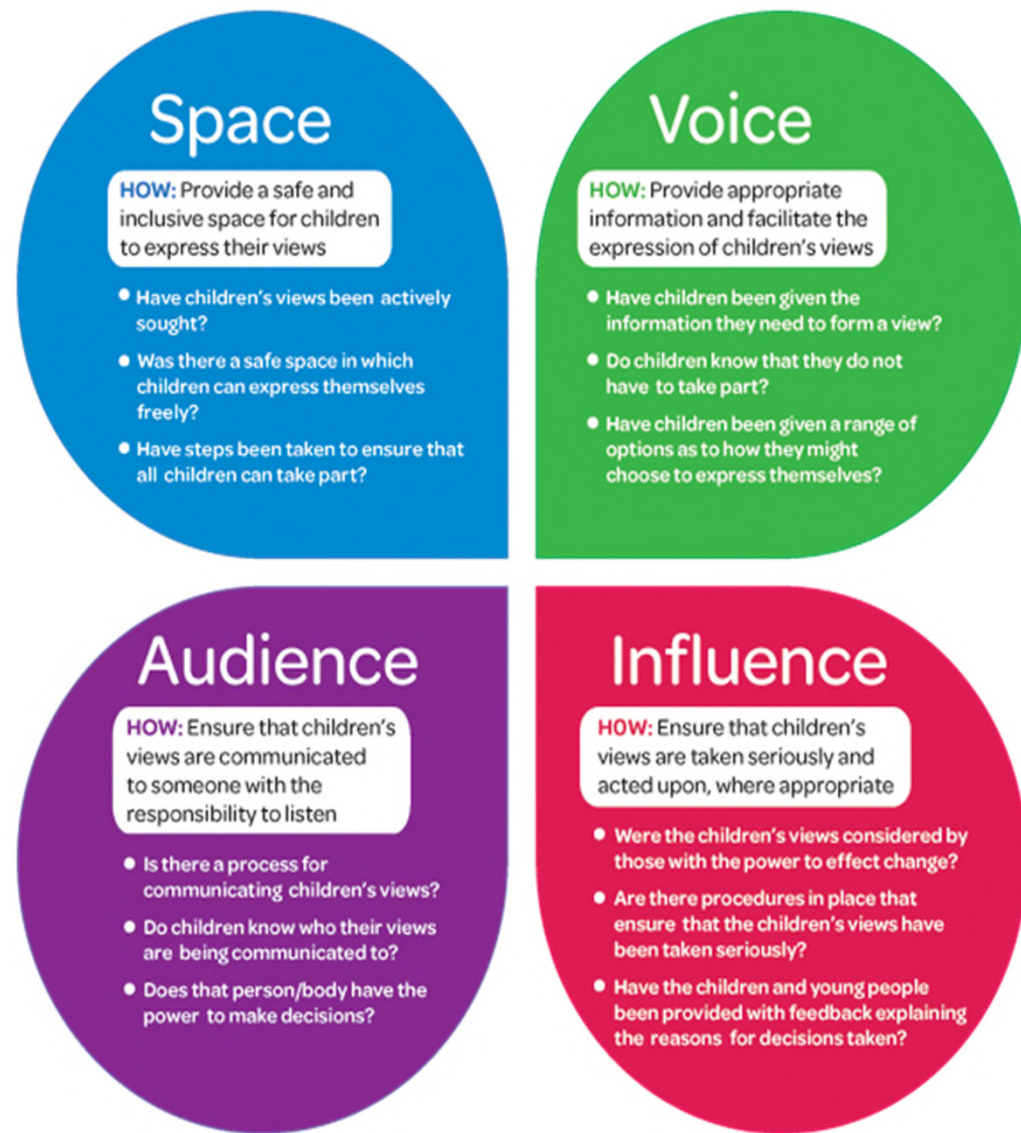 Space
HOW: Provide a safe and
inclusive space for children
to express their views
• Have children's views been actively
sought?
• Was there a safe space in which
children can express themselves
freely?
• Have steps been taken to ensure that
all children can take part?
Voice
HOW: Provide appropriate
information and facilitate the
expression of children's views
• Have children been given the
information they need to form a view?
• Do children know that they do not
have to take part?
• Have children been given a range of
options as to how they might
choose to express themselves?
Audience
HOW: Ensure that children's
views are communicated
to someone with the
responsibility to listen
• Is there a process for
communicating children's views?
• Do children know who their views
are being communicated to?
• Does that person/body have the
power to make decisions?
Influence
HOW: Ensure that children's
views are taken seriously and
acted upon, where appropriate
• Were the children's views considered by
those with the power to effect change?
• Are there procedures in place that
ensure that the children's views have
been taken seriously?
• Have the children and young people
been provided with feedback explaining
the reasons for decisions taken?